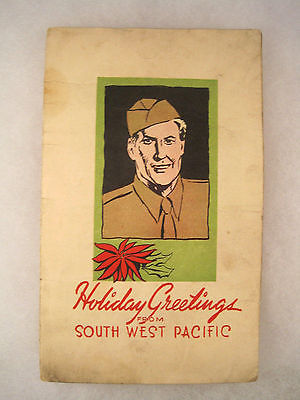 Holiday Greetings
FROM
SOUTH WEST PACIFIC